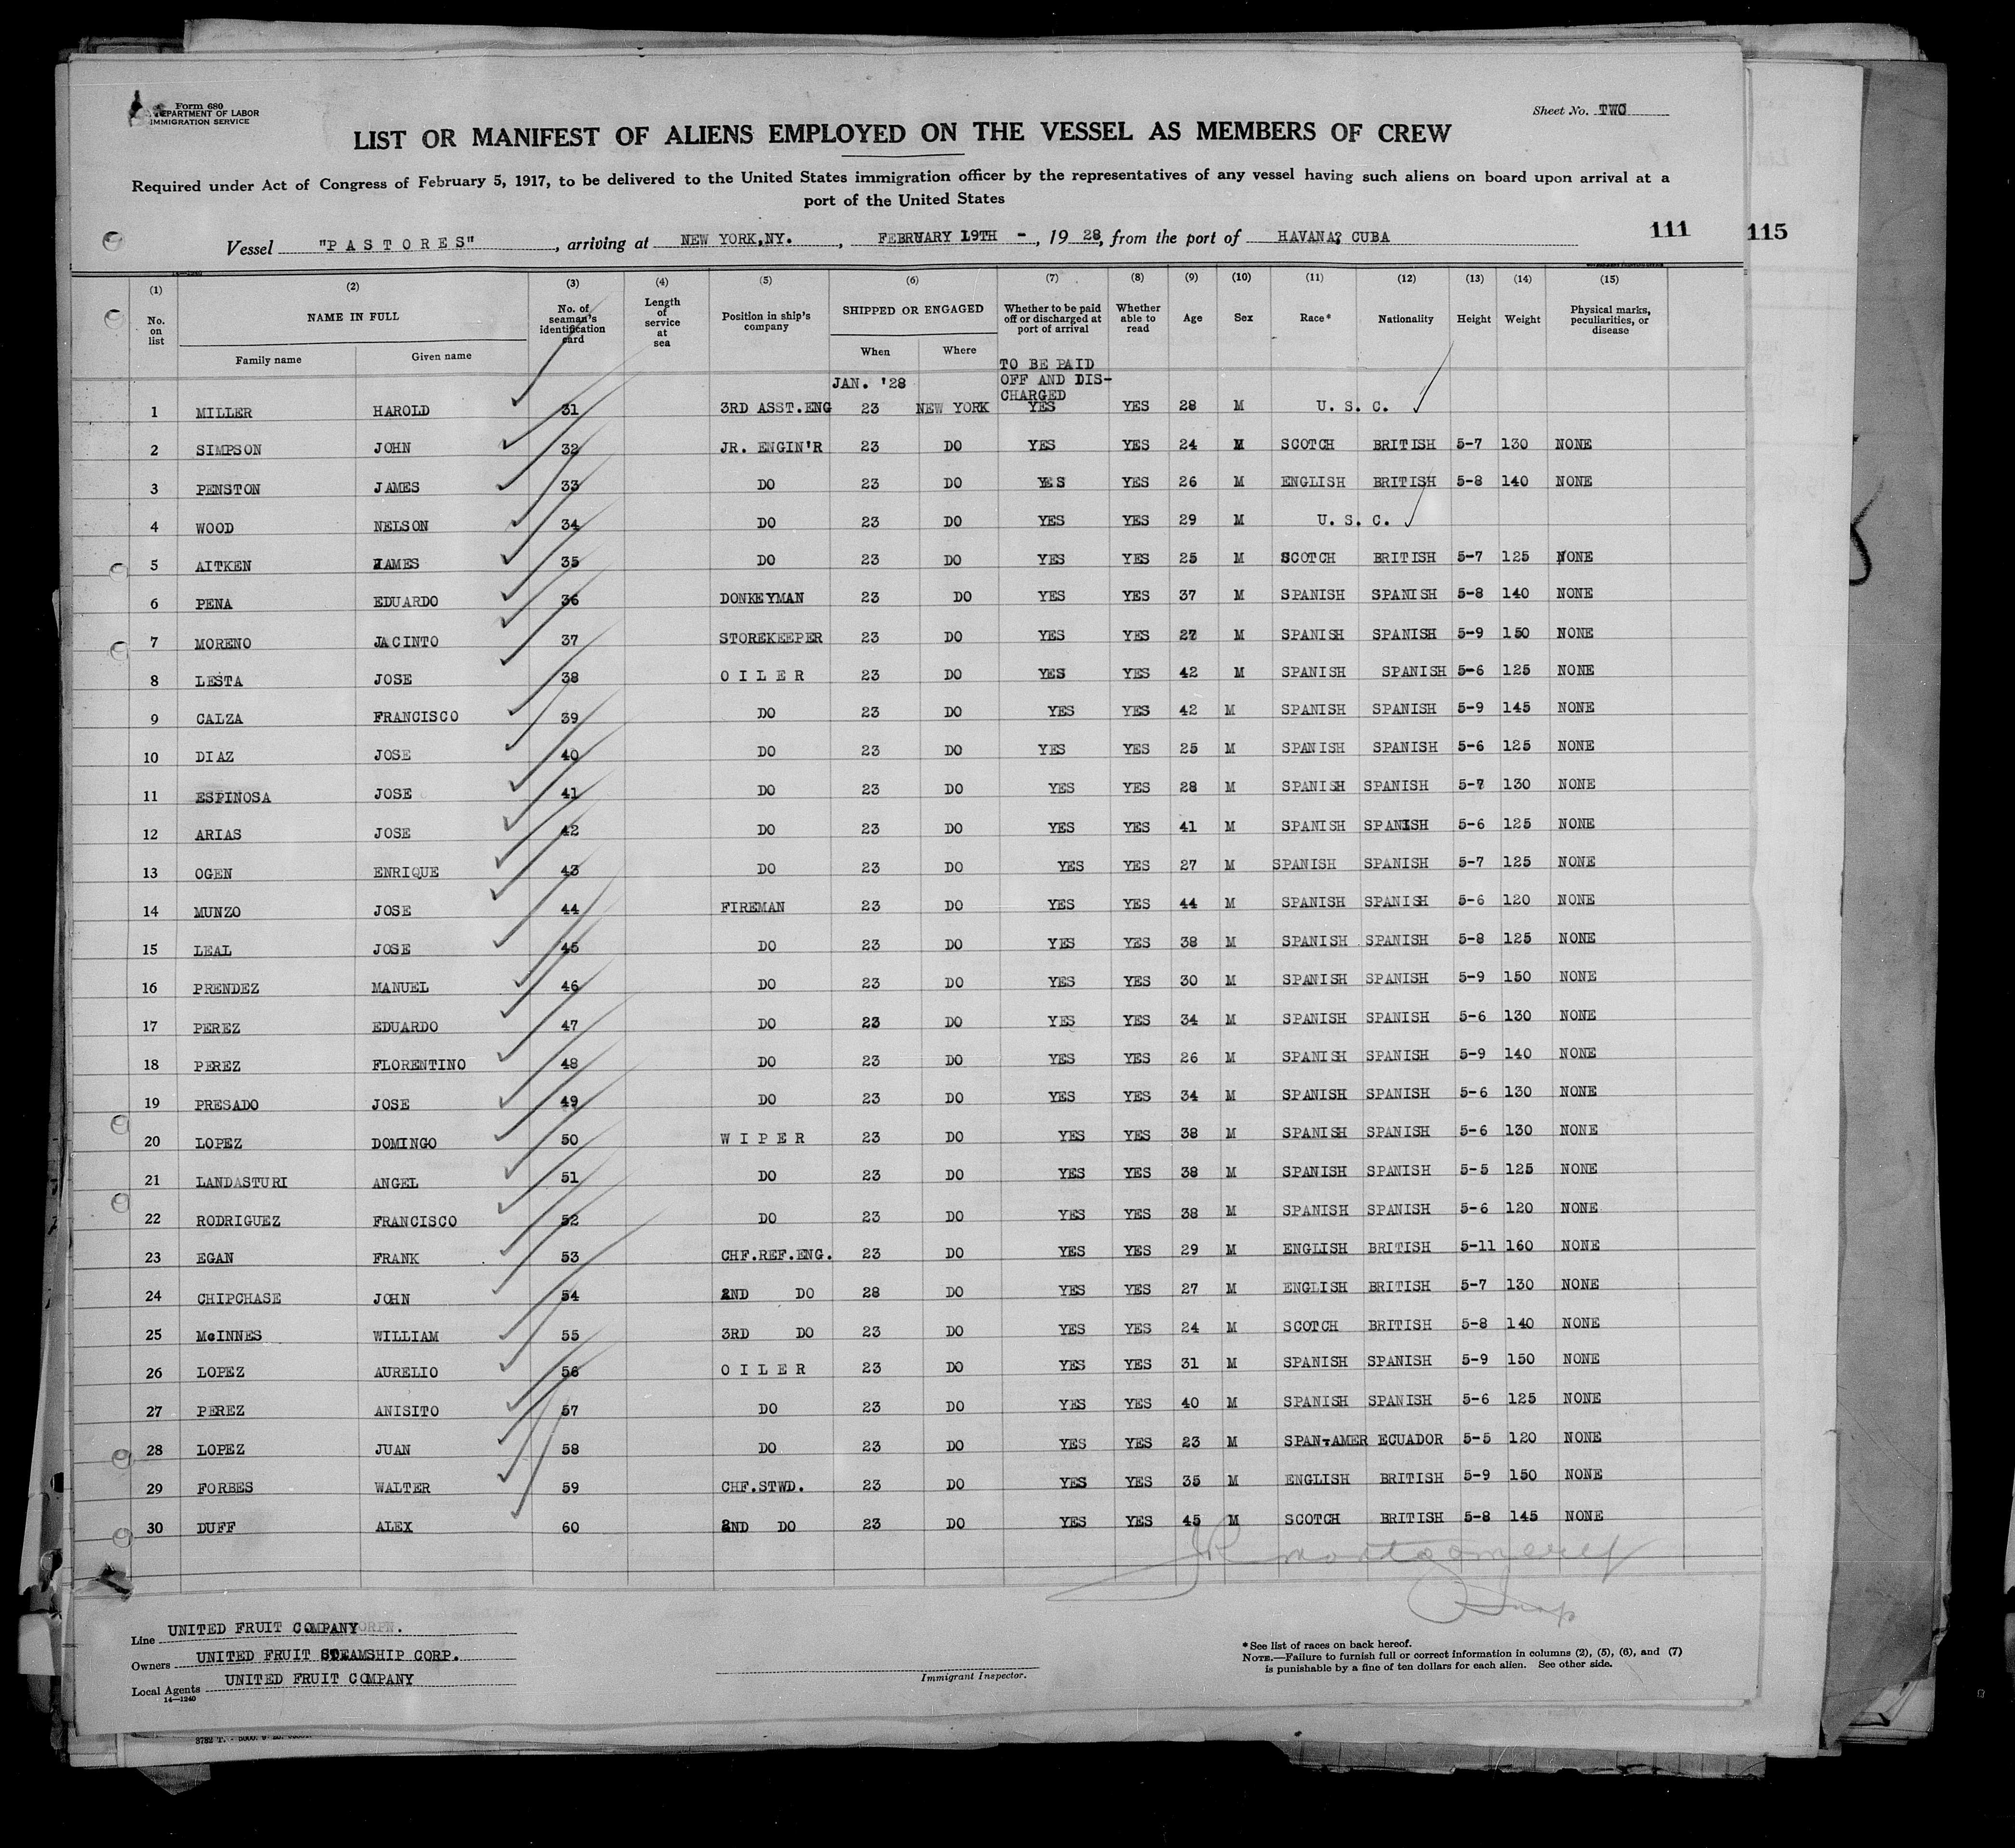 Form 680
DEPARTMENT OF LABOR
IMMIGRATION SERVICE
Sheet No. TWO
LIST OR MANIFEST OF ALIENS EMPLOYED ON THE VESSEL AS MEMBERS OF CREW
Required under Act of Congress of February 5, 1917, to be delivered to the United States immigration officer by the representatives of any vessel having such aliens on board upon arrival at a
port of the United States
Vessel "PASTORES", arriving at NEW YORK,NY., FEBRUARY 19TH -, 1928, from the port of HAVANA? CUBA 111 115
14—1240
(1) (2) (3) (4) (5) (6) (7) (8) (9) (10) (11) (12) (13) (14) (15)
No. on list NAME IN FULL Family name Given name No. of seaman's identification card Length of service at sea Position in ship's company SHIPPED OR ENGAGED When Where Whether to be paid off or discharged at port of arrival Whether able to read Age Sex Race* Nationality Height Weight Physical marks, peculiarities, or disease
JAN. '28 TO BE PAID OFF AND DIS-CHARGED
1 MILLER HAROLD 31 3RD ASST.ENG 23 NEW YORK YES YES 28 M U. S. C.
2 SIMPSON JOHN 32 JR. ENGIN'R 23 DO YES YES 24 M SCOTCH BRITISH 5-7 130 NONE
3 PENSTON JAMES 33 DO 23 DO YES YES 26 M ENGLISH BRITISH 5-8 140 NONE
4 WOOD NELSON 34 DO 23 DO YES YES 29 M U. S. C.
5 AITKEN JAMES 35 DO 23 DO YES YES 25 M SCOTCH BRITISH 5-7 125 NONE
6 PENA EDUARDO 36 DONKEYMAN 23 DO YES YES 37 M SPANISH SPANISH 5-8 140 NONE
7 MORENO JACINTO 37 STOREKEEPER 23 DO YES YES 27 M SPANISH SPANISH 5-9 150 NONE
8 LESTA JOSE 38 OILER 23 DO YES YES 42 M SPANISH SPANISH 5-6 125 NONE
9 CALZA FRANCISCO 39 DO 23 DO YES YES 42 M SPANISH SPANISH 5-9 145 NONE
10 DIAZ JOSE 40 DO 23 DO YES YES 25 M SPANISH SPANISH 5-6 125 NONE
11 ESPINOSA JOSE 41 DO 23 DO YES YES 28 M SPANISH SPANISH 5-7 130 NONE
12 ARIAS JOSE 42 DO 23 DO YES YES 41 M SPANISH SPANISH 5-6 125 NONE
13 OGEN ENRIQUE 43 DO 23 DO YES YES 27 M SPANISH SPANISH 5-7 125 NONE
14 MUNZO JOSE 44 FIREMAN 23 DO YES YES 44 M SPANISH SPANISH 5-6 120 NONE
15 LEAL JOSE 45 DO 23 DO YES YES 38 M SPANISH SPANISH 5-8 125 NONE
16 PRENDEZ MANUEL 46 DO 23 DO YES YES 30 M SPANISH SPANISH 5-9 150 NONE
17 PEREZ EDUARDO 47 DO 23 DO YES YES 34 M SPANISH SPANISH 5-6 130 NONE
18 PEREZ FLORENTINO 48 DO 23 DO YES YES 26 M SPANISH SPANISH 5-9 140 NONE
19 PRESADO JOSE 49 DO 23 DO YES YES 34 M SPANISH SPANISH 5-6 130 NONE
20 LOPEZ DOMINGO 50 WIPER 23 DO YES YES 38 M SPANISH SPANISH 5-6 130 NONE
21 LANDASTURI ANGEL 51 DO 23 DO YES YES 38 M SPANISH SPANISH 5-5 125 NONE
22 RODRIGUEZ FRANCISCO 52 DO 23 DO YES YES 38 M SPANISH SPANISH 5-6 120 NONE
23 EGAN FRANK 53 CHF.REF.ENG. 23 DO YES YES 29 M ENGLISH BRITISH 5-11 160 NONE
24 CHIPCHASE JOHN 54 2ND DO 28 DO YES YES 27 M ENGLISH BRITISH 5-7 130 NONE
25 McINNES WILLIAM 55 3RD DO 23 DO YES YES 24 M SCOTCH BRITISH 5-8 140 NONE
26 LOPEZ AURELIO 56 OILER 23 DO YES YES 31 M SPANISH SPANISH 5-9 150 NONE
27 PEREZ ANISITO 57 DO 23 DO YES YES 40 M SPANISH SPANISH 5-6 125 NONE
28 LOPEZ JUAN 58 DO 23 DO YES YES 23 M SPAN-AMER ECUADOR 5-5 120 NONE
29 FORBES WALTER 59 CHF.STWD. 23 DO YES YES 35 M ENGLISH BRITISH 5-9 150 NONE
30 DUFF ALEX 60 2ND DO 23 DO YES YES 45 M SCOTCH BRITISH 5-8 145 NONE
JR Montgomery
Insp
Line UNITED FRUIT COMPANY
Owners UNITED FRUIT STEAMSHIP CORP.
Local Agents UNITED FRUIT COMPANY
14—1240
Immigrant Inspector.
*See list of races on back hereof.
NOTE.—Failure to furnish full or correct information in columns (2), (5), (6), and (7)
is punishable by a fine of ten dollars for each alien. See other side.